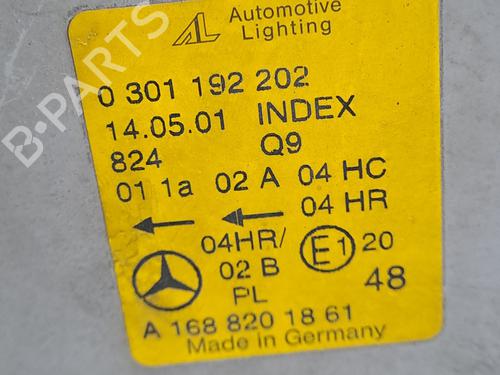 AL Automotive
Lighting
0 301 192 202
14.05.01 INDEX
824 Q9
01 1a 02 A 04 HC
04 HR
04HR/ E1 20
02 B
PL 48
A 168 820 18 61
Made in Germany
B-PARTS